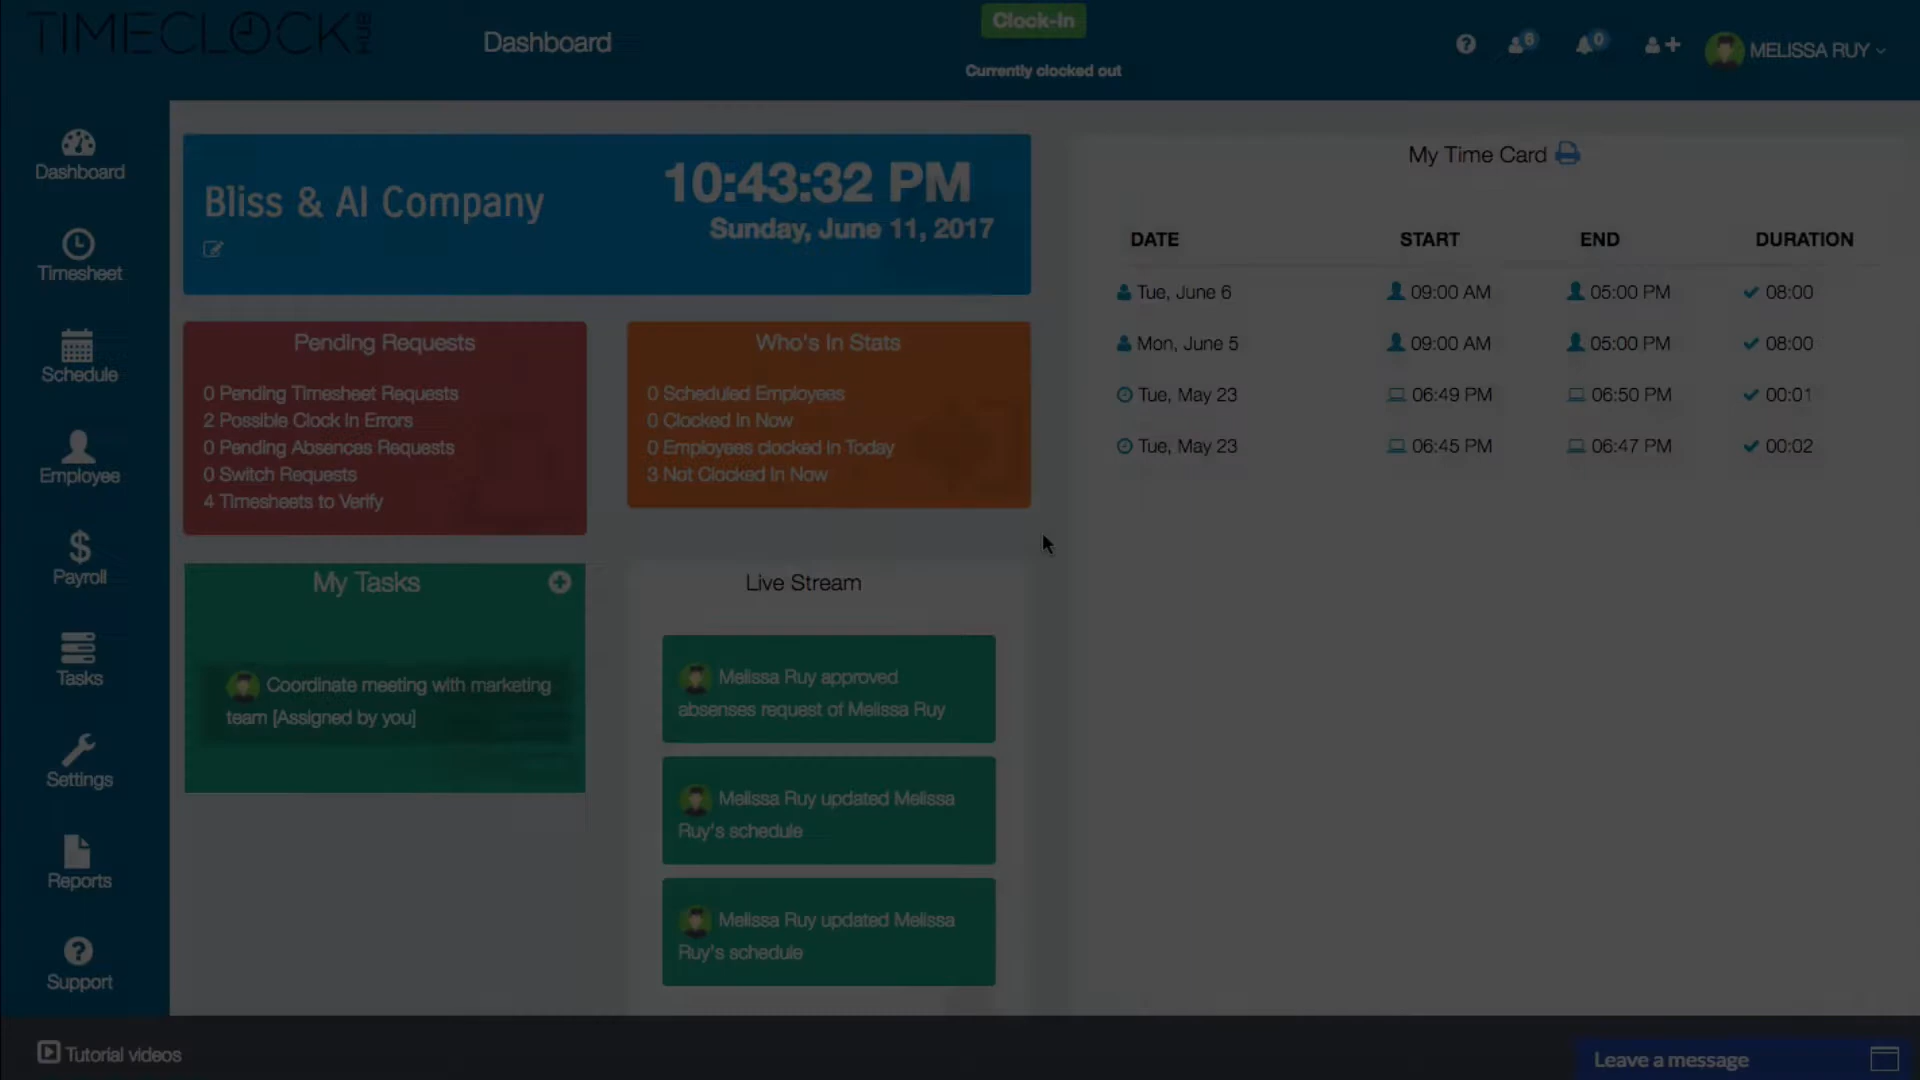 TIMECLOCK HUB
Dashboard
Clock-In
Currently clocked out
6
0
MELISSA RUY
Dashboard
Timesheet
Schedule
Employee
Payroll
Tasks
Settings
Reports
Support
Bliss & AI Company
10:43:32 PM
Sunday, June 11, 2017
Pending Requests
0 Pending Timesheet Requests
2 Possible Clock In Errors
0 Pending Absences Requests
0 Switch Requests
4 Timesheets to Verify
Who's In Stats
0 Scheduled Employees
0 Clocked In Now
0 Employees clocked in Today
3 Not Clocked In Now
My Tasks
Coordinate meeting with marketing
team [Assigned by you]
Live Stream
Melissa Ruy approved
absenses request of Melissa Ruy
Melissa Ruy updated Melissa
Ruy's schedule
Melissa Ruy updated Melissa
Ruy's schedule
My Time Card
DATE START END DURATION
Tue, June 6 09:00 AM 05:00 PM 08:00
Mon, June 5 09:00 AM 05:00 PM 08:00
Tue, May 23 06:49 PM 06:50 PM 00:01
Tue, May 23 06:45 PM 06:47 PM 00:02
Tutorial videos
Leave a message